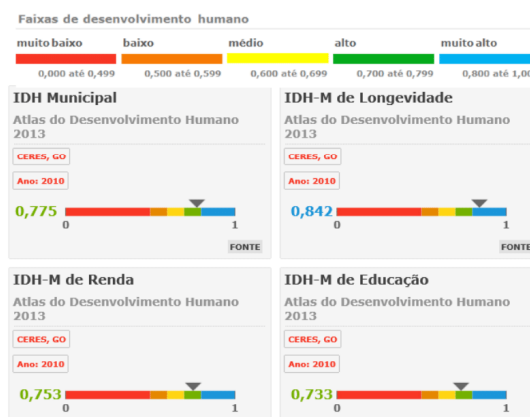 Faixas de desenvolvimento humano
muito baixo baixo médio alto muito alto
0,000 até 0,499 0,500 até 0,599 0,600 até 0,699 0,700 até 0,799 0,800 até 1,00
IDH Municipal
Atlas do Desenvolvimento Humano
2013
CERES, GO
Ano: 2010
0,775
0 1
FONTE
IDH-M de Longevidade
Atlas do Desenvolvimento Humano
2013
CERES, GO
Ano: 2010
0,842
0 1
FONTE
IDH-M de Renda
Atlas do Desenvolvimento Humano
2013
CERES, GO
Ano: 2010
0,753
0 1
IDH-M de Educação
Atlas do Desenvolvimento Humano
2013
CERES, GO
Ano: 2010
0,733
0 1